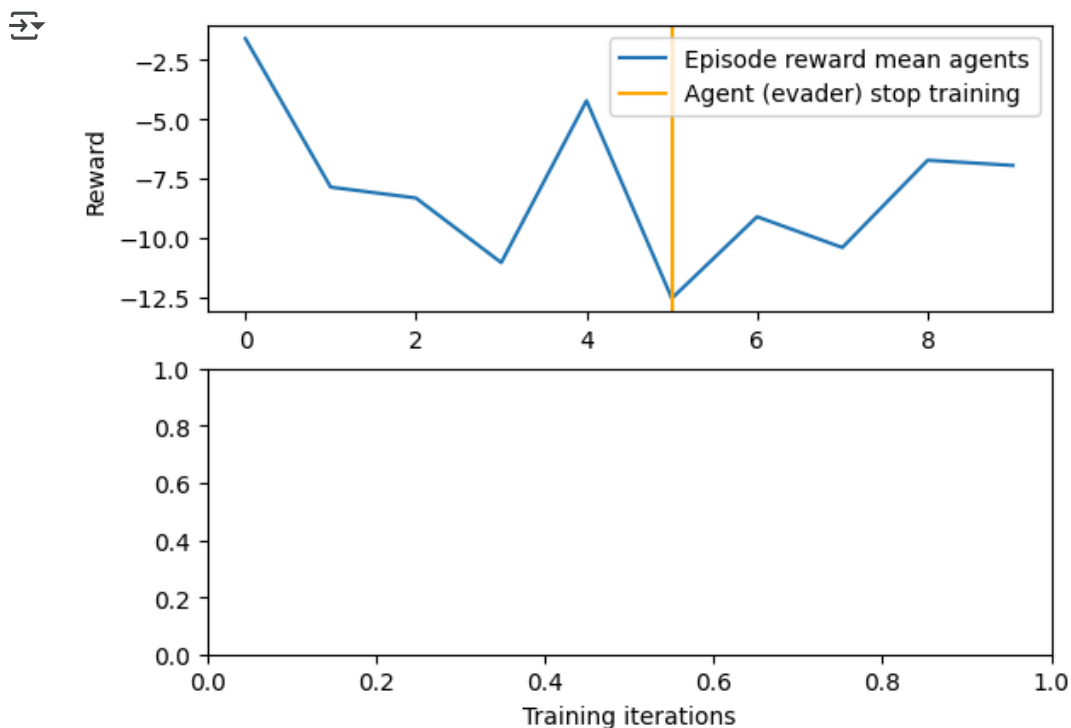 Episode reward mean agents
Agent (evader) stop training
Reward
−2.5
−5.0
−7.5
−10.0
−12.5
0 2 4 6 8
1.0
0.8
0.6
0.4
0.2
0.0
0.0 0.2 0.4 0.6 0.8 1.0
Training iterations